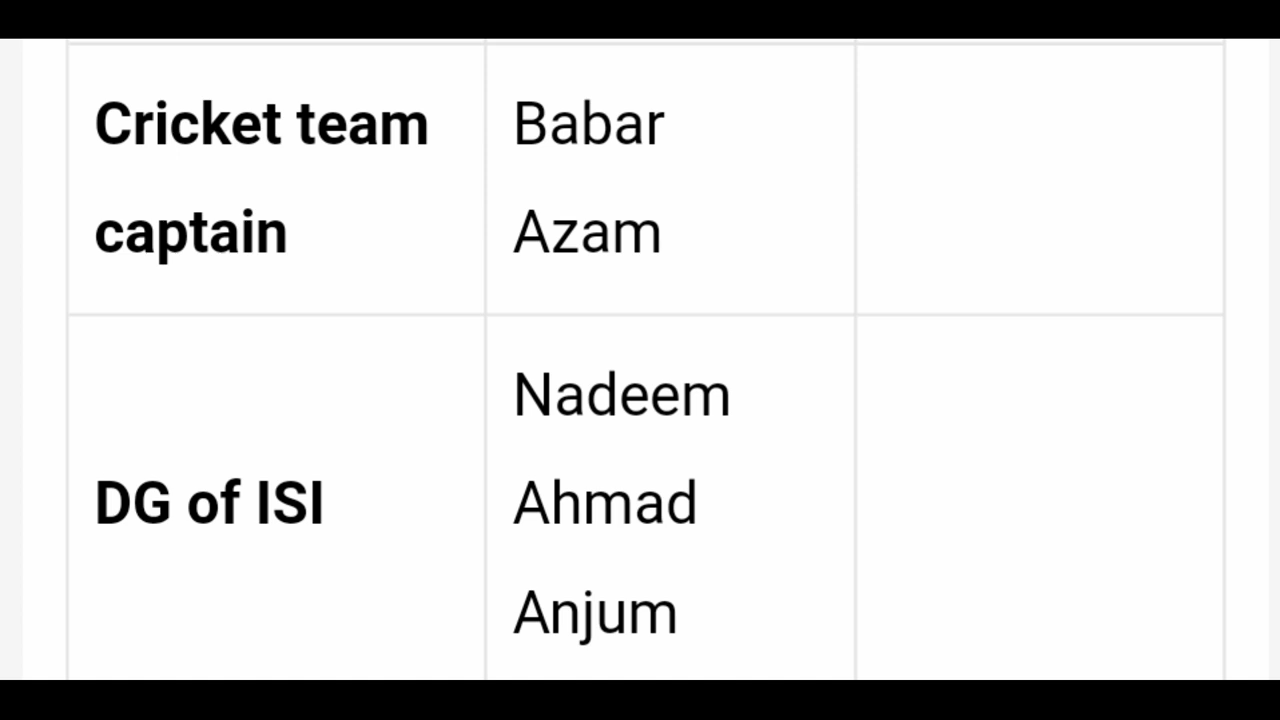 Cricket team
captain
Babar
Azam
DG of ISI
Nadeem
Ahmad
Anjum